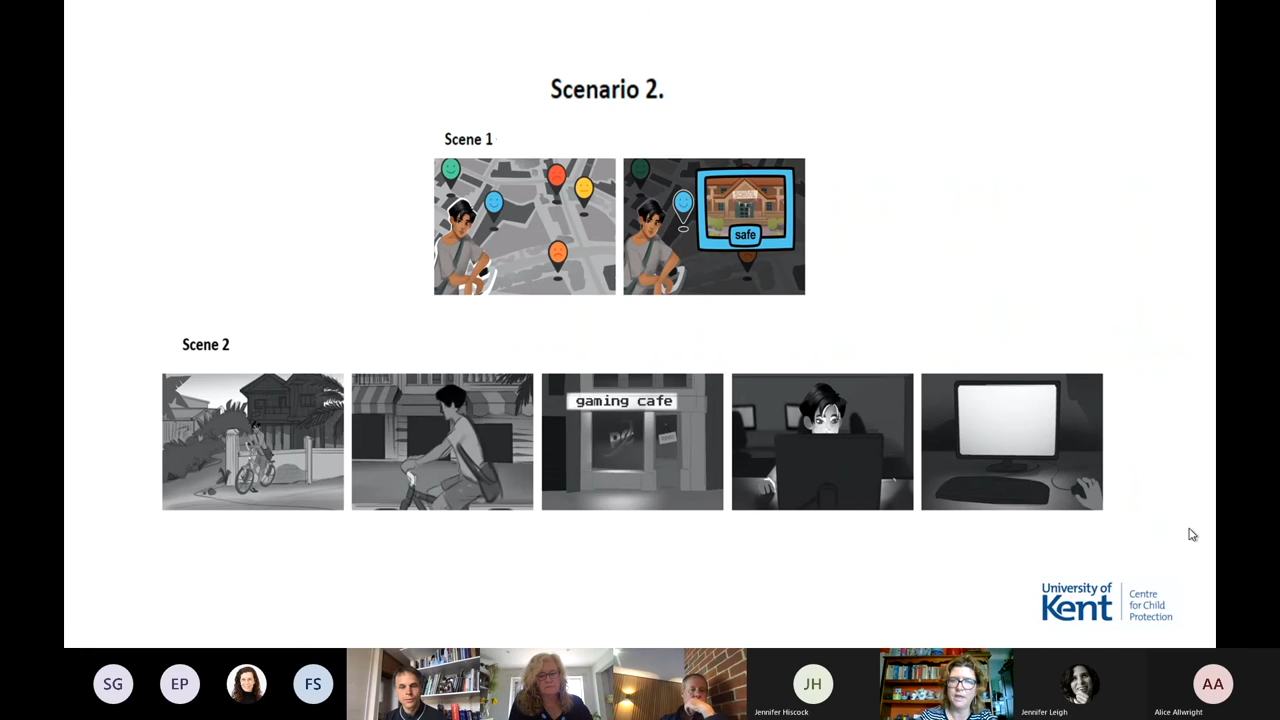 Scenario 2.
Scene 1
safe
Scene 2
gaming cafe
University of
Kent
Centre
for Child
Protection
SG
EP
FS
JH
AA
Jennifer Hiscock
Jennifer Leigh
Alice Allwright